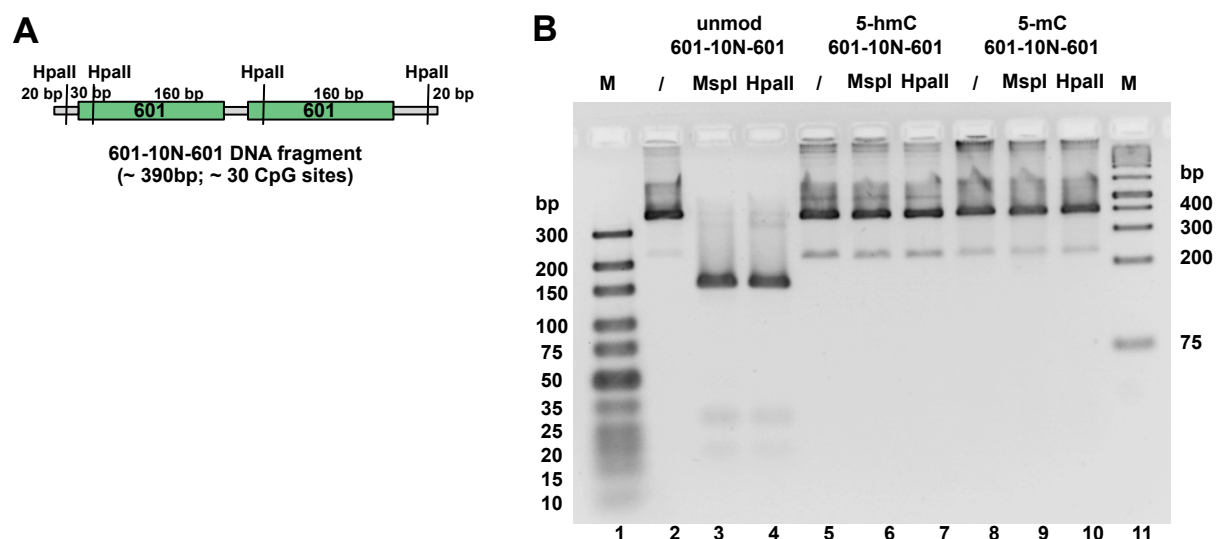 A
HpaII HpaII HpaII HpaII
20 bp 30 bp 160 bp 160 bp 20 bp
601 601
601-10N-601 DNA fragment
(~ 390bp; ~ 30 CpG sites)
B
unmod 5-hmC 5-mC
601-10N-601 601-10N-601 601-10N-601
M / MspI HpaII / MspI HpaII / MspI HpaII M
bp
300
200
150
100
75
50
35
25
20
15
10
bp
400
300
200
75
1 2 3 4 5 6 7 8 9 10 11